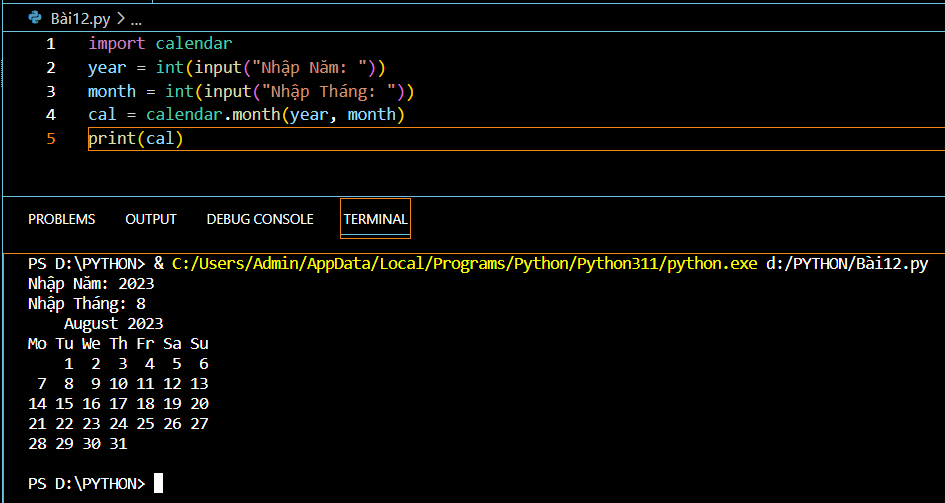 Bài12.py > ...
1 import calendar
2 year = int(input("Nhập Năm: "))
3 month = int(input("Nhập Tháng: "))
4 cal = calendar.month(year, month)
5 print(cal)
PROBLEMS OUTPUT DEBUG CONSOLE TERMINAL
PS D:\PYTHON> & C:/Users/Admin/AppData/Local/Programs/Python/Python311/python.exe d:/PYTHON/Bài12.py
Nhập Năm: 2023
Nhập Tháng: 8
    August 2023
Mo Tu We Th Fr Sa Su
    1  2  3  4  5  6
 7  8  9 10 11 12 13
14 15 16 17 18 19 20
21 22 23 24 25 26 27
28 29 30 31
PS D:\PYTHON>